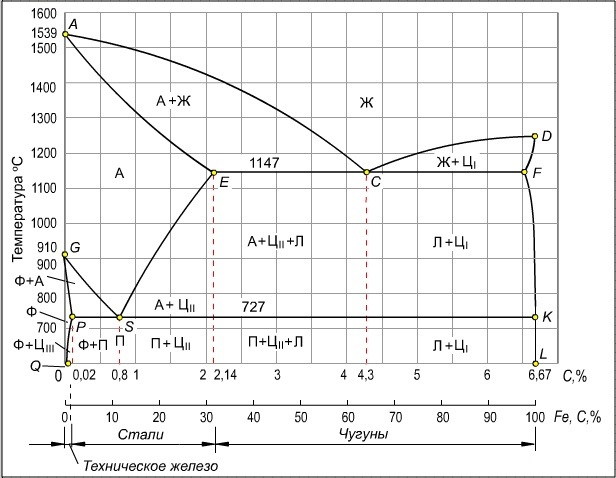 Температура °C
1600
1539
1500
1400
1300
1200
1100
1000
910
900
800
700
A
А+Ж
Ж
D
1147
Ж+ЦI
А
E
C
F
G
А+ЦII+Л
Л+ЦI
Ф+А
Ф
А+ЦII
727
P
S
K
Ф+ЦIII
Ф+П
П
П+ЦII
П+ЦII+Л
Л+ЦI
Q
L
0 0,02 0,8 1 2 2,14 3 4 4,3 5 6 6,67 C,%
0 10 20 30 40 50 60 70 80 90 100 Fe, C,%
Стали
Чугуны
Техническое железо